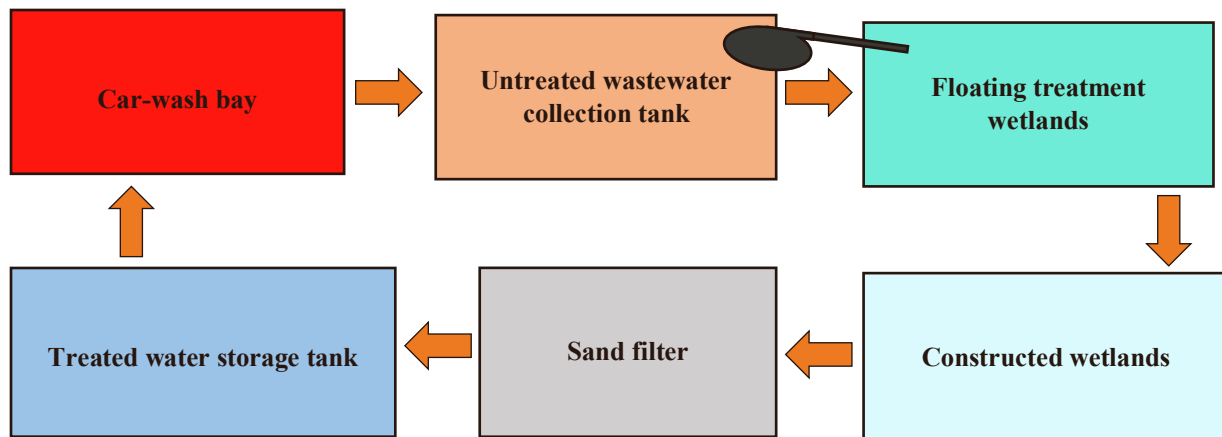 Car-wash bay
Untreated wastewater
collection tank
Floating treatment
wetlands
Treated water storage tank
Sand filter
Constructed wetlands